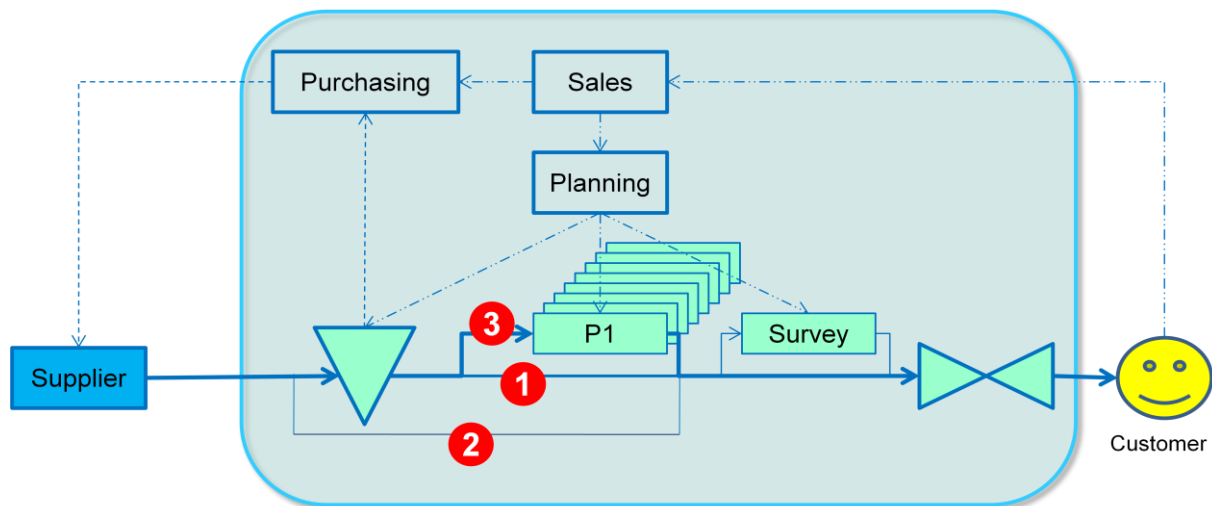 Purchasing
Sales
Planning
3
P1
Survey
Supplier
1
2
Customer